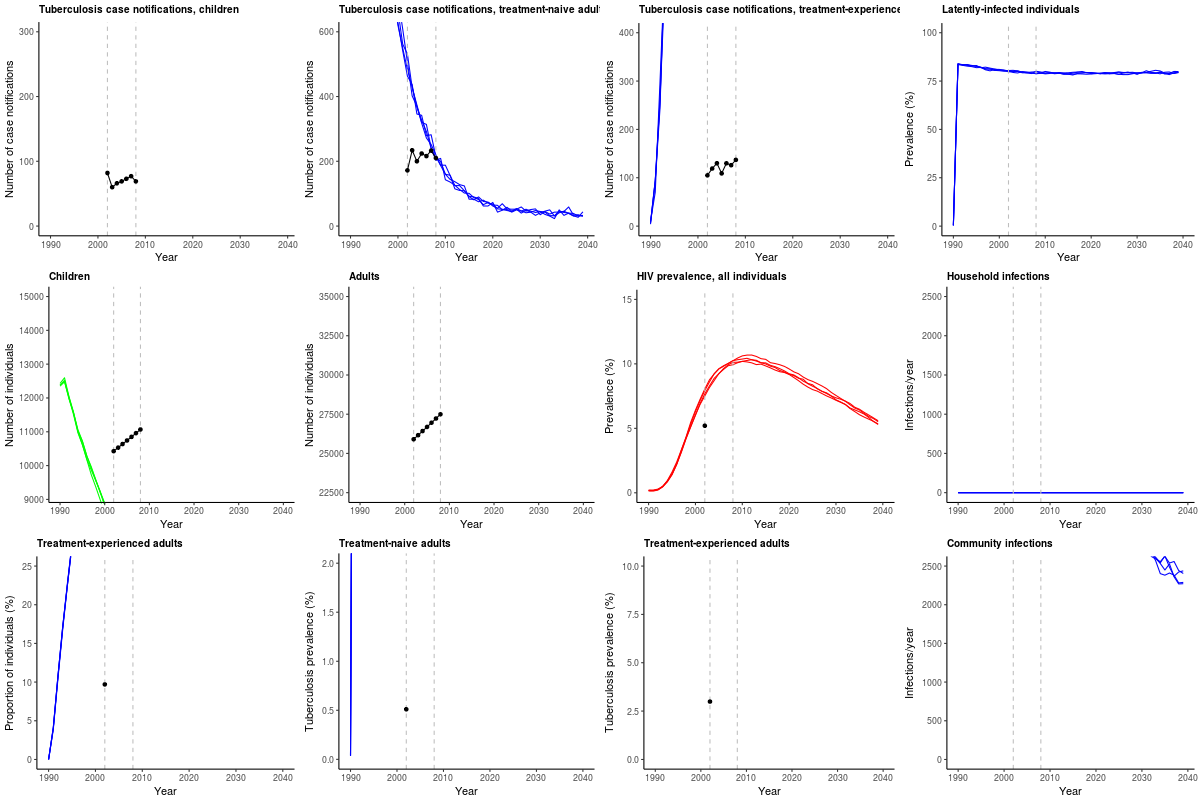 Tuberculosis case notifications, children
Number of case notifications
300
200
100
0
1990 2000 2010 2020 2030 2040
Year
Tuberculosis case notifications, treatment-naive adul
Number of case notifications
600
400
200
0
1990 2000 2010 2020 2030 2040
Year
Tuberculosis case notifications, treatment-experience
Number of case notifications
400
300
200
100
0
1990 2000 2010 2020 2030 2040
Year
Latently-infected individuals
Prevalence (%)
100
75
50
25
0
1990 2000 2010 2020 2030 2040
Year
Children
Number of individuals
15000
14000
13000
12000
11000
10000
9000
1990 2000 2010 2020 2030 2040
Year
Adults
Number of individuals
35000
32500
30000
27500
25000
22500
1990 2000 2010 2020 2030 2040
Year
HIV prevalence, all individuals
Prevalence (%)
15
10
5
0
1990 2000 2010 2020 2030 2040
Year
Household infections
Infections/year
2500
2000
1500
1000
500
0
1990 2000 2010 2020 2030 2040
Year
Treatment-experienced adults
Proportion of individuals (%)
25
20
15
10
5
0
1990 2000 2010 2020 2030 2040
Year
Treatment-naive adults
Tuberculosis prevalence (%)
2.0
1.5
1.0
0.5
0.0
1990 2000 2010 2020 2030 2040
Year
Treatment-experienced adults
Tuberculosis prevalence (%)
10.0
7.5
5.0
2.5
0.0
1990 2000 2010 2020 2030 2040
Year
Community infections
Infections/year
2500
2000
1500
1000
500
0
1990 2000 2010 2020 2030 2040
Year